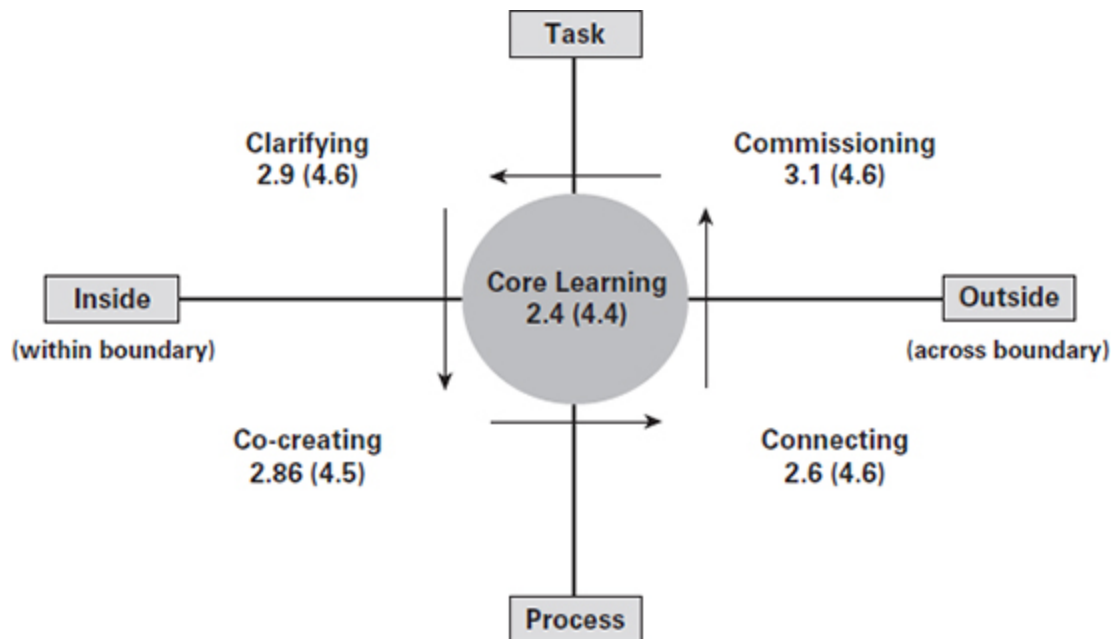 Task
Clarifying
2.9 (4.6)
Commissioning
3.1 (4.6)
Core Learning
2.4 (4.4)
Inside
(within boundary)
Outside
(across boundary)
Co-creating
2.86 (4.5)
Connecting
2.6 (4.6)
Process